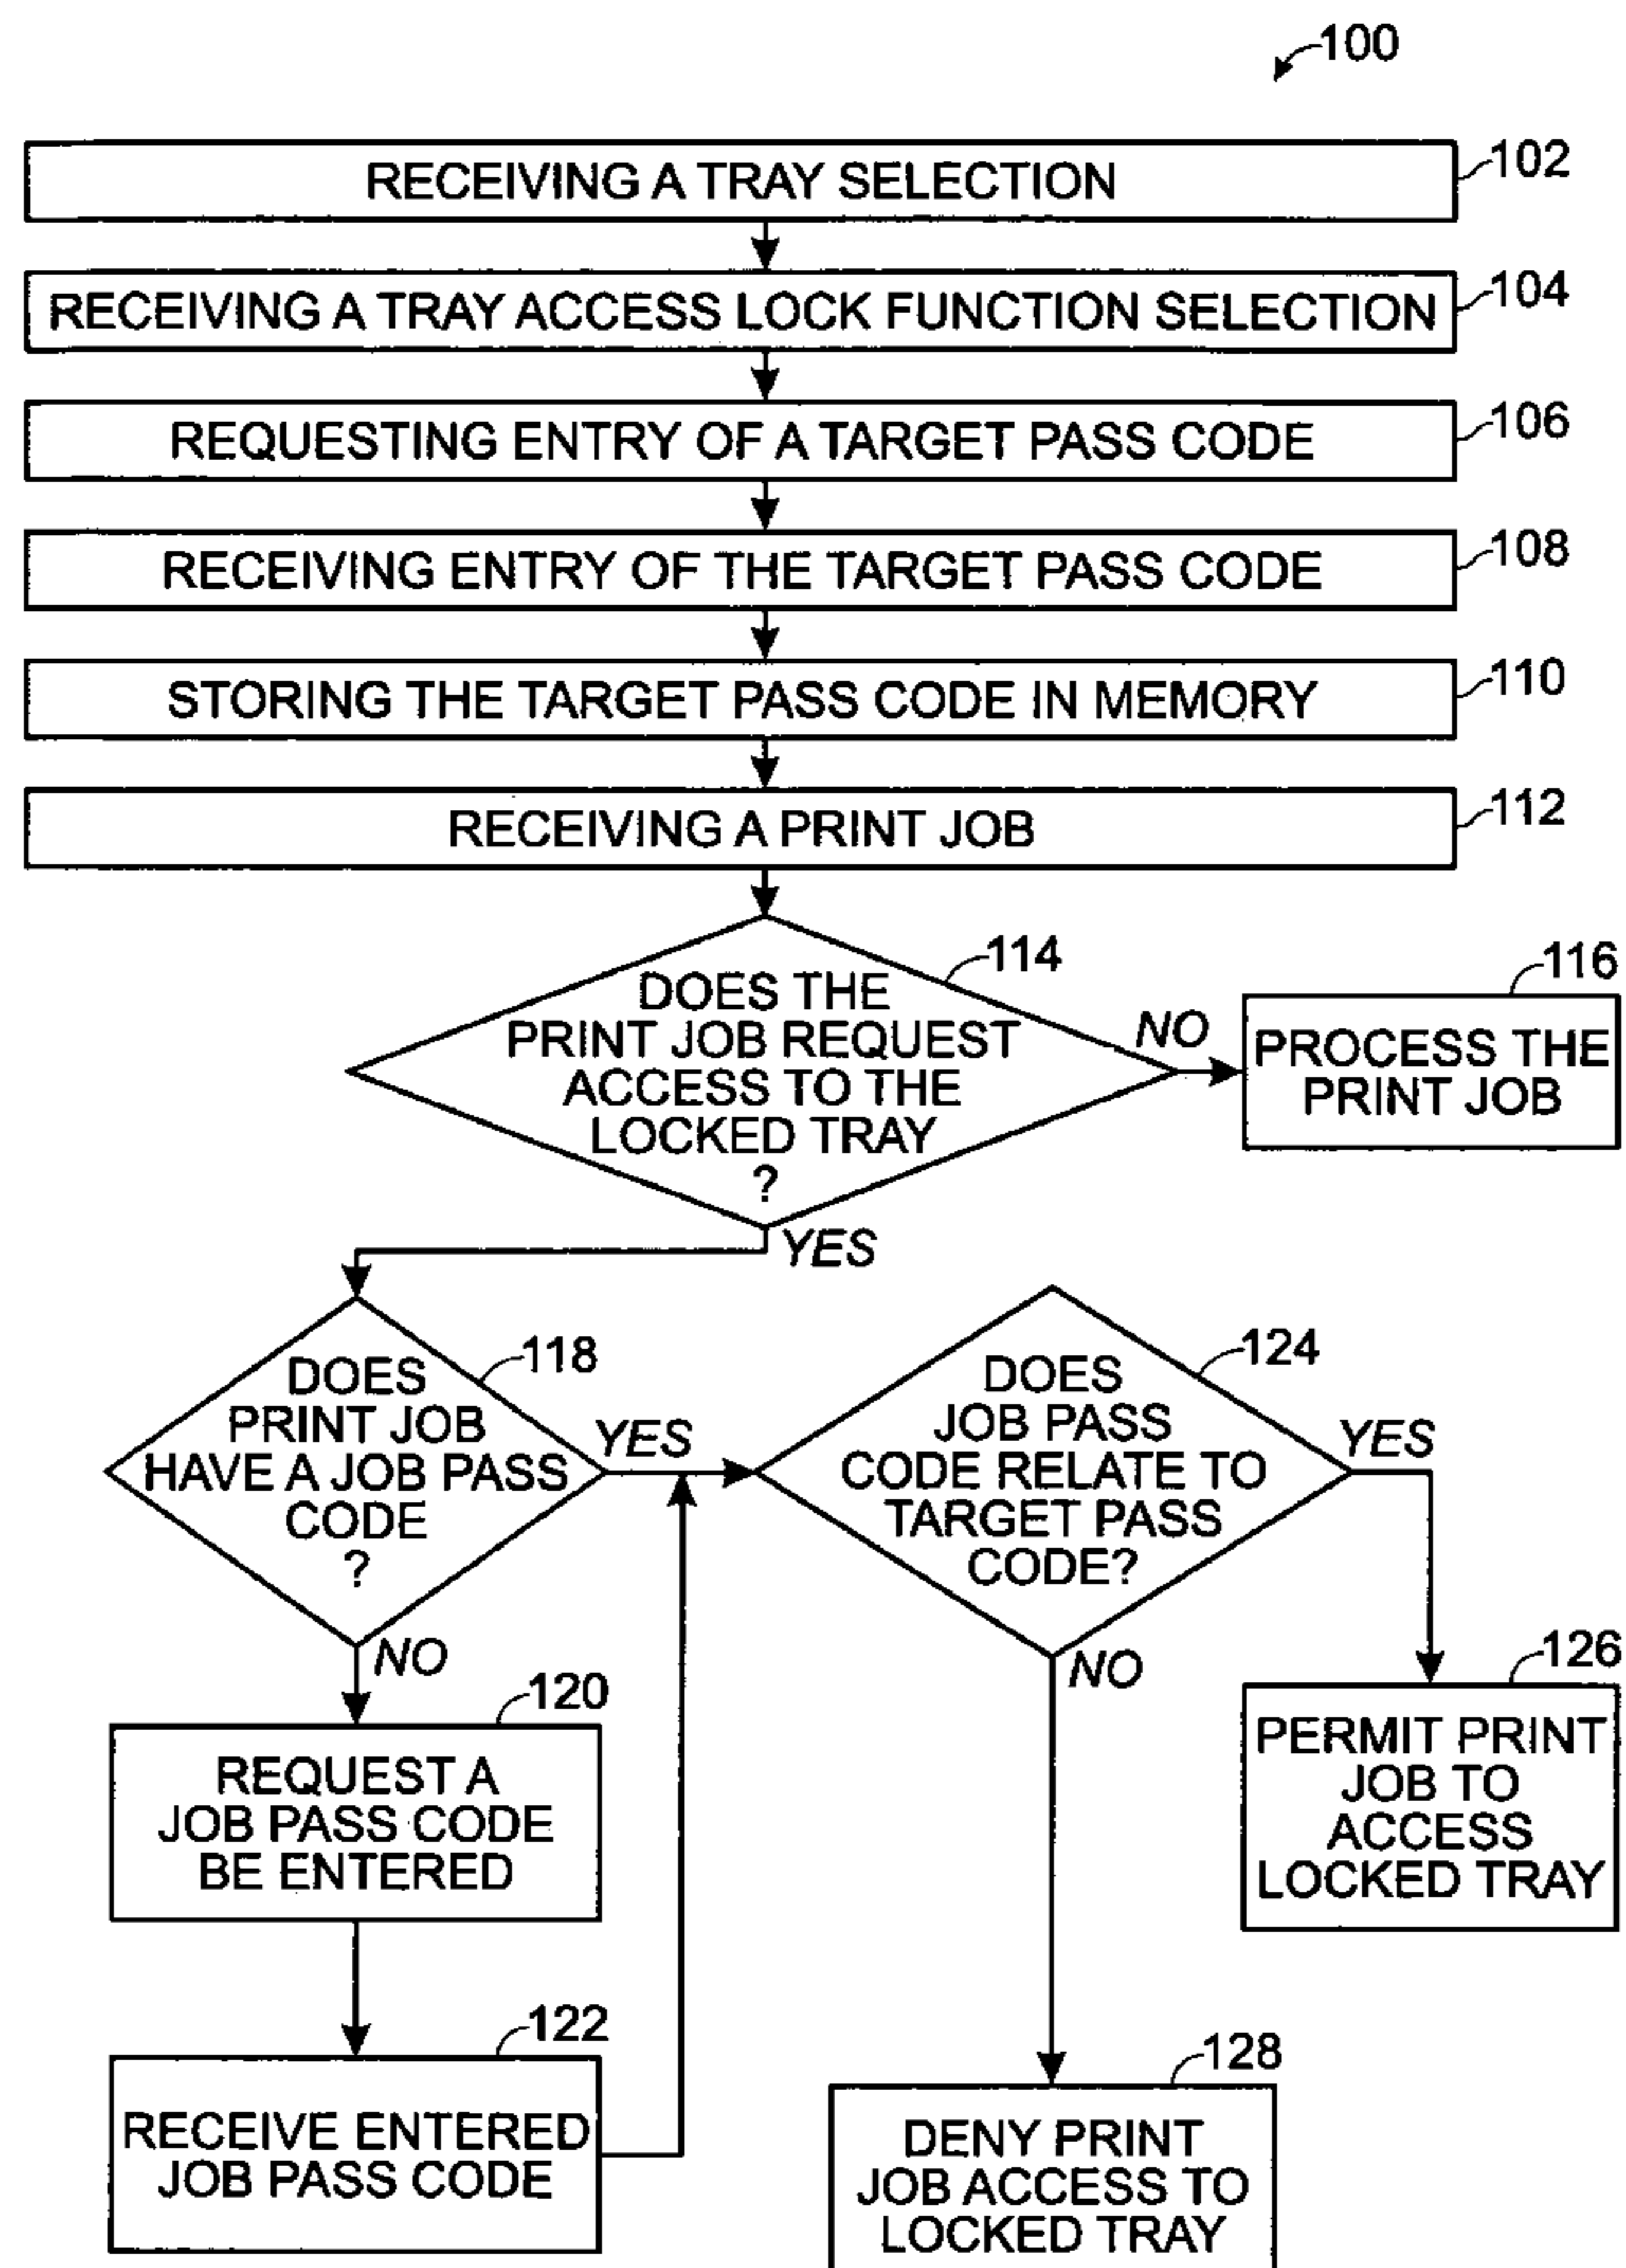 100
RECEIVING A TRAY SELECTION
102
RECEIVING A TRAY ACCESS LOCK FUNCTION SELECTION
104
REQUESTING ENTRY OF A TARGET PASS CODE
106
RECEIVING ENTRY OF THE TARGET PASS CODE
108
STORING THE TARGET PASS CODE IN MEMORY
110
RECEIVING A PRINT JOB
112
114
DOES THE
PRINT JOB REQUEST
ACCESS TO THE
LOCKED TRAY
?
NO
116
PROCESS THE
PRINT JOB
YES
118
DOES
PRINT JOB
HAVE A JOB PASS
CODE
?
YES
NO
120
REQUEST A
JOB PASS CODE
BE ENTERED
122
RECEIVE ENTERED
JOB PASS CODE
124
DOES
JOB PASS
CODE RELATE TO
TARGET PASS
CODE?
YES
NO
126
PERMIT PRINT
JOB TO
ACCESS
LOCKED TRAY
128
DENY PRINT
JOB ACCESS TO
LOCKED TRAY